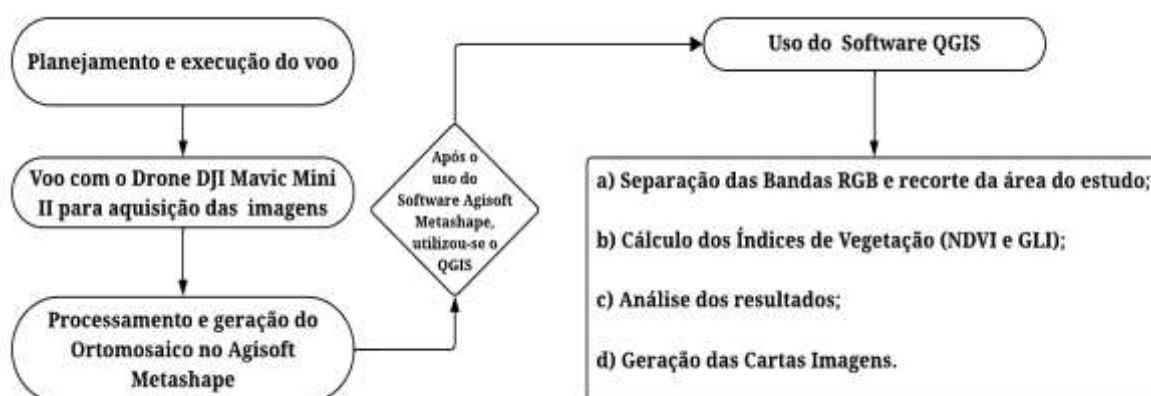 Planejamento e execução do voo
Voo com o Drone DJI Mavic Mini
II para aquisição das imagens
Processamento e geração do
Ortomosaico no Agisoft
Metashape
Após o
uso do
Software Agisoft
Metashape,
utilizou-se o
QGIS
Uso do Software QGIS
a) Separação das Bandas RGB e recorte da área do estudo;
b) Cálculo dos Índices de Vegetação (NDVI e GLI);
c) Análise dos resultados;
d) Geração das Cartas Imagens.